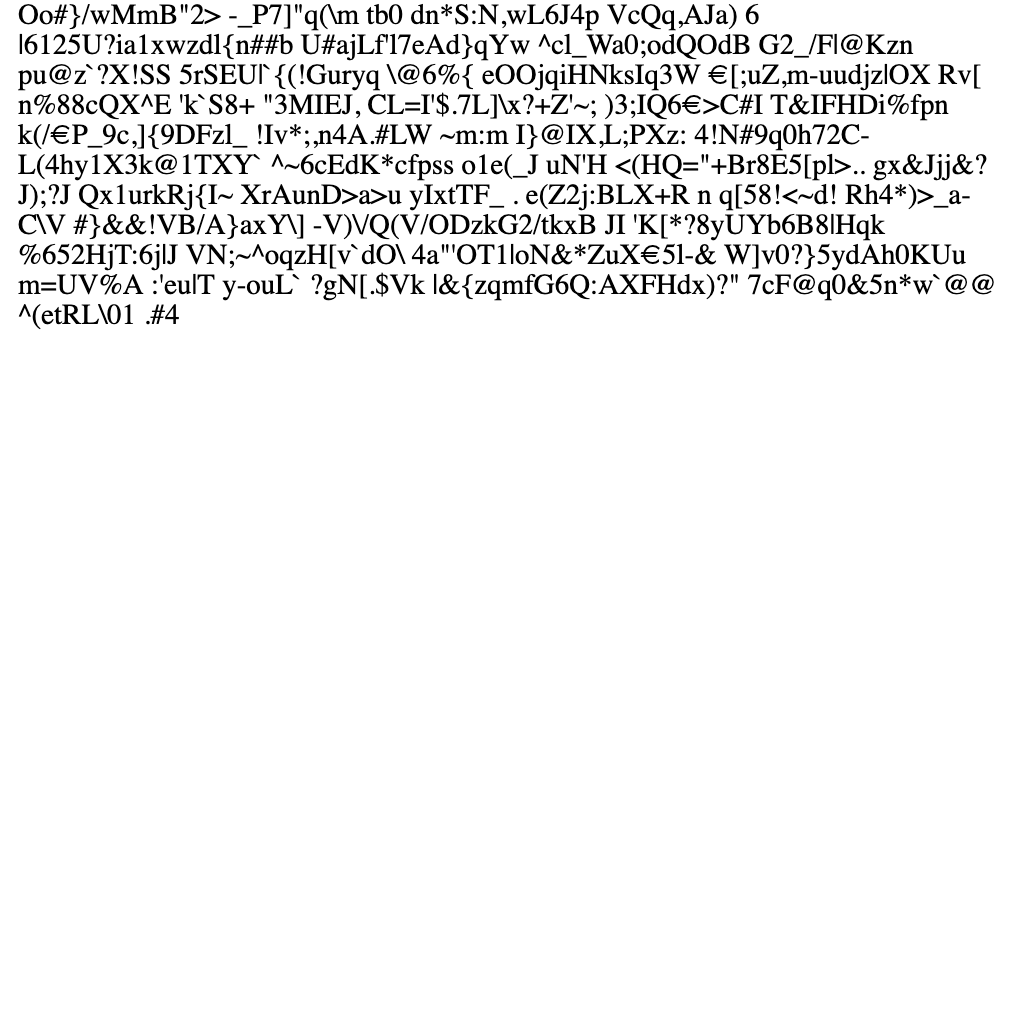 Oo#}/wMmB"2> -_P7]"q(\m tb0 dn*S:N,wL6J4p VcQq,AJa) 6
|6125U?ia1xwzdl{n##b U#ajLf'l7eAd}qYw ^cl_Wa0;odQOdB G2_/F|@Kzn
pu@z`?X!SS 5rSEU|`{(!Guryq \@6%{ eOOjqiHNksIq3W €[;uZ,m-uudjz|OX Rv[
n%88cQX^E 'k`S8+ "3MIEJ, CL=I'$.7L]\x?+Z'~; )3;IQ6€>C#I T&IFHDi%fpn
k(/€P_9c,]{9DFzl_ !Iv*;,n4A.#LW ~m:m I}@IX,L;PXz: 4!N#9q0h72C-
L(4hy1X3k@1TXY` ^~6cEdK*cfpss o1e(_J uN'H <(HQ="+Br8E5[pl>.. gx&Jjj&?
J);?J Qx1urkRj{I~ XrAunD>a>u yIxtTF_ . e(Z2j:BLX+R n q[58!<~d! Rh4*)>_a-
C\V #}&&!VB/A}axY\] -V)\/Q(V/ODzkG2/tkxB JI 'K[*?8yUYb6B8|Hqk
%652HjT:6j|J VN;~^oqzH[v`dO\ 4a"'OT1|oN&*ZuX€5l-& W]v0?}5ydAh0KUu
m=UV%A :'eu|T y-ouL` ?gN[.$Vk |&{zqmfG6Q:AXFHdx)?" 7cF@q0&5n*w`@@
^(etRL\01 .#4